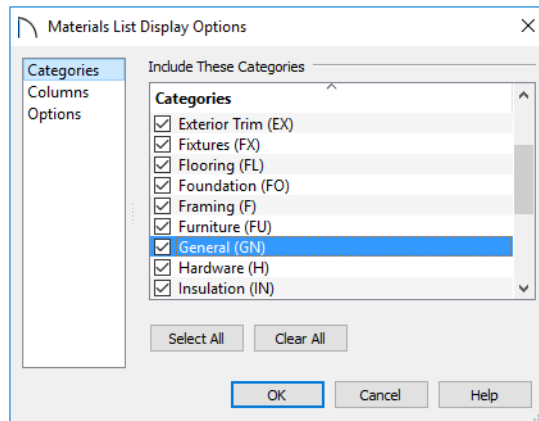 Materials List Display Options
Categories
Columns
Options
Include These Categories
Categories
Exterior Trim (EX)
Fixtures (FX)
Flooring (FL)
Foundation (FO)
Framing (F)
Furniture (FU)
General (GN)
Hardware (H)
Insulation (IN)
Select All Clear All
OK Cancel Help